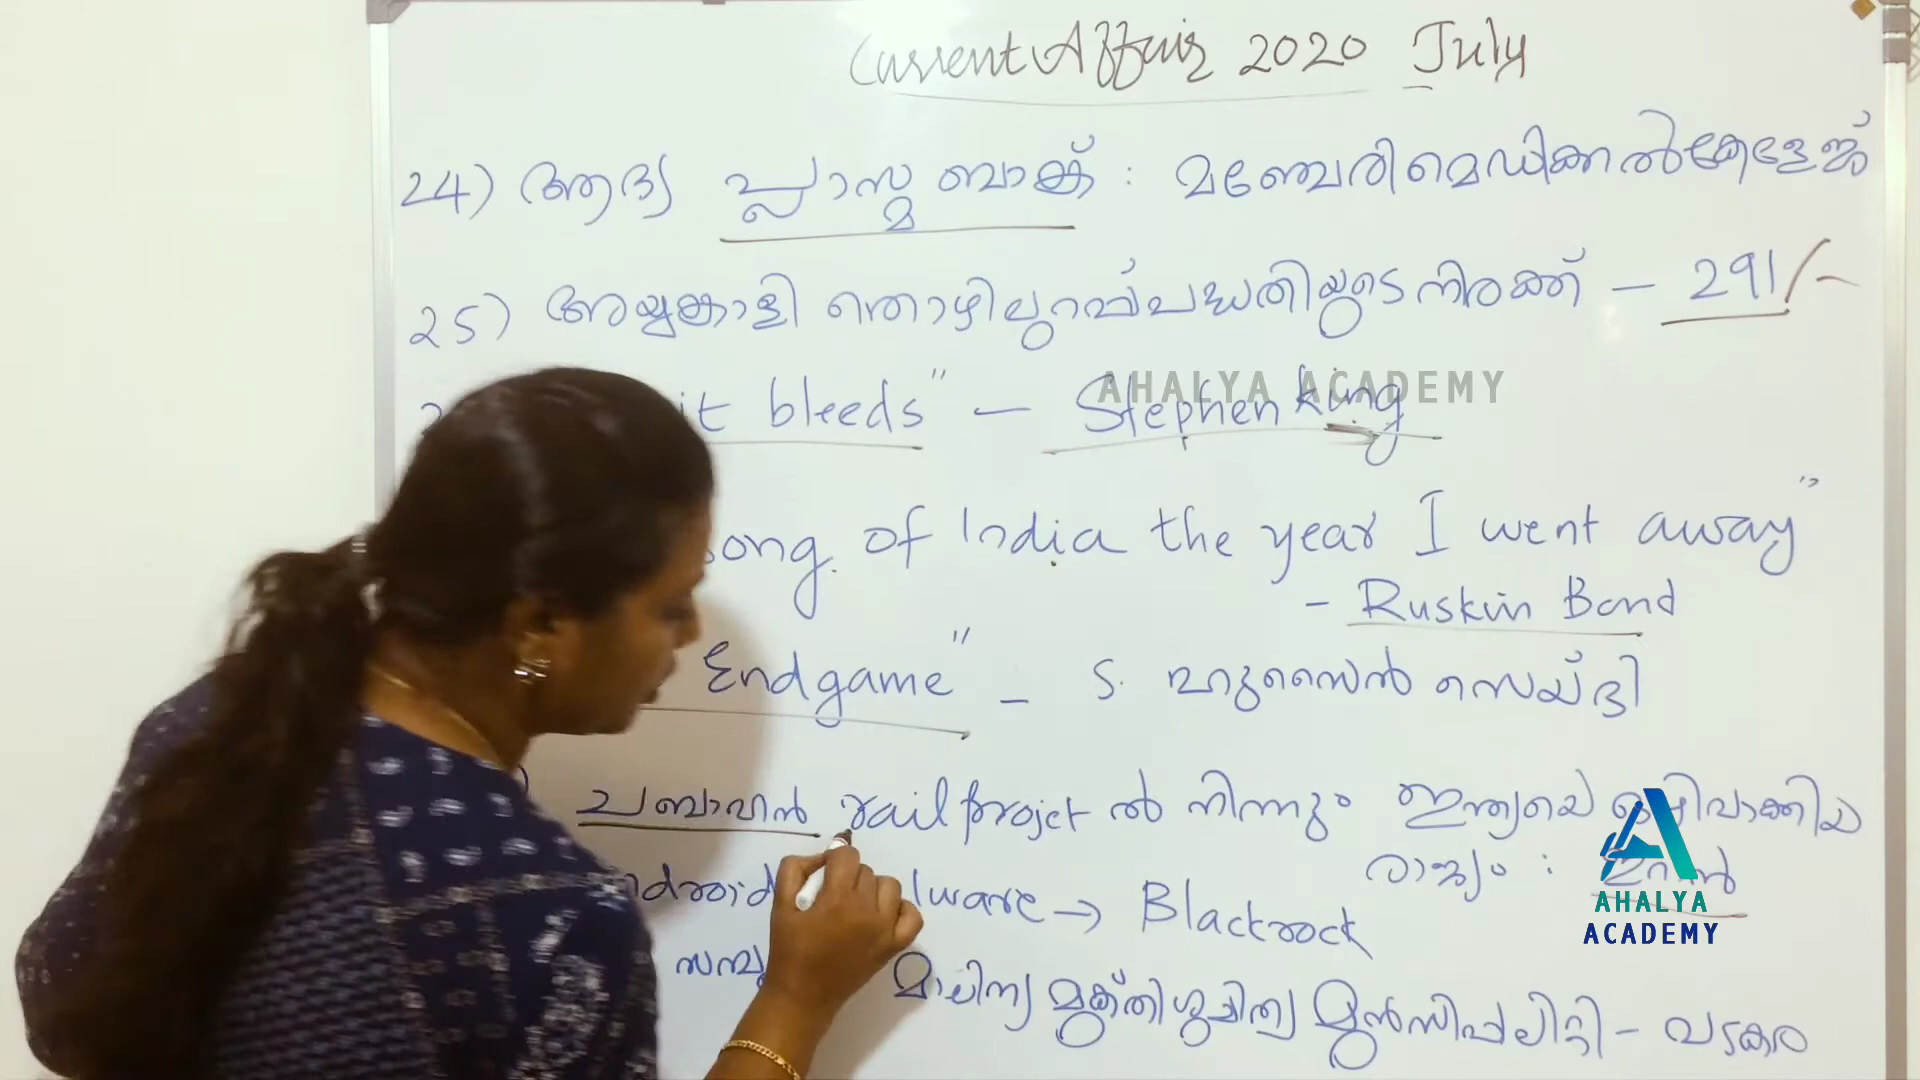 Current Affairs 2020 July
24) ആദ്യ പ്ലാസ്മ ബാങ്ക് : മഞ്ചേരി മെഡിക്കൽ കോളേജ്
25) അയ്യങ്കാളി തൊഴിലുറപ്പ് പദ്ധതിയുടെ നിരക്ക് – 291/-
it bleeds" – Stephen king
AHALYA ACADEMY
Song of India the year I went away"
- Ruskin Bond
Endgame" – S. ഹുസൈൻ സെയ്ദി
ചബാഹാർ rail project ൽ നിന്നും ഇന്ത്യയെ ഒഴിവാക്കിയ
രാജ്യം : ഇറാൻ
lware → Blackrock
മാലിന്യ മുക്ത ശുചിത്വ മുൻസിപ്പാലിറ്റി – വടകര
AHALYA
ACADEMY